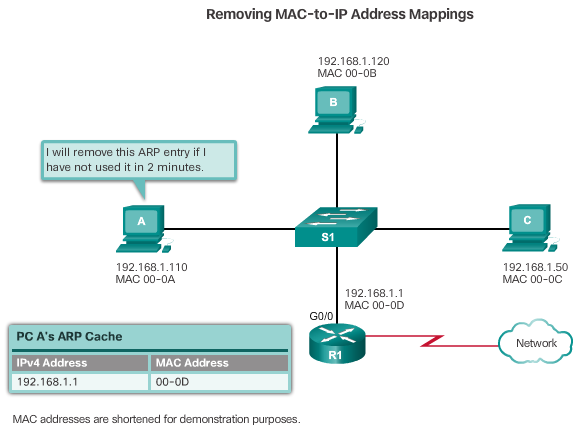 Removing MAC-to-IP Address Mappings
192.168.1.120
MAC 00-0B
B
I will remove this ARP entry if I
have not used it in 2 minutes.
A
S1
C
192.168.1.110
MAC 00-0A
192.168.1.50
MAC 00-0C
192.168.1.1
MAC 00-0D
G0/0
R1
Network
PC A's ARP Cache
IPv4 Address MAC Address
192.168.1.1 00-0D
MAC addresses are shortened for demonstration purposes.